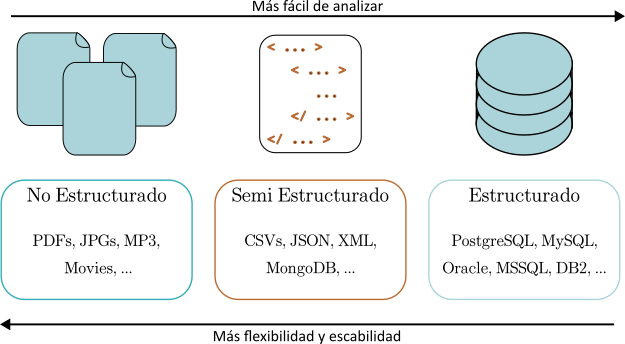 Más fácil de analizar
< ... >
< ... >
...
</ ... >
</ ... >
No Estructurado
PDFs, JPGs, MP3,
Movies, ...
Semi Estructurado
CSVs, JSON, XML,
MongoDB, ...
Estructurado
PostgreSQL, MySQL,
Oracle, MSSQL, DB2, ...
Más flexibilidad y escabilidad